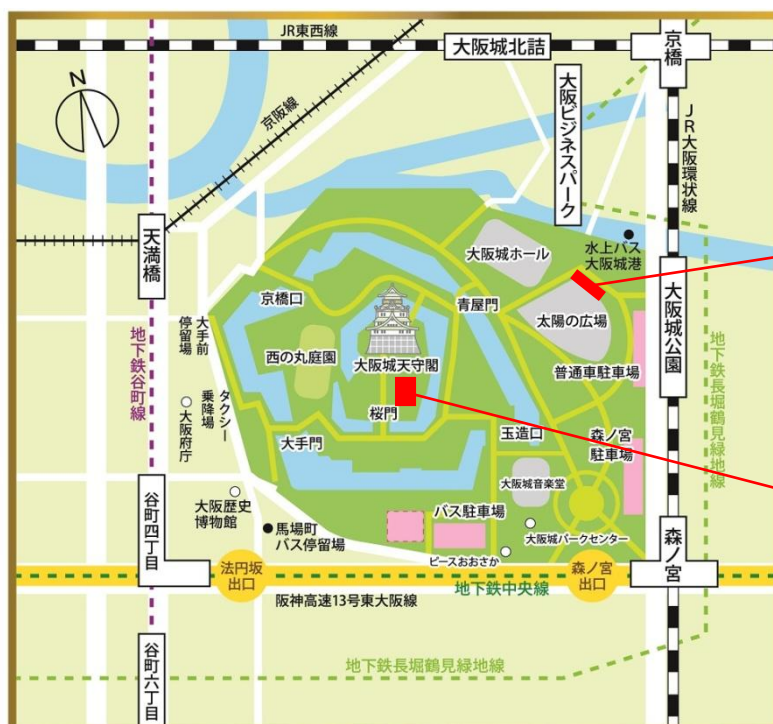 JR東西線
大阪城北詰
京橋
N
京阪線
大阪ビジネスパーク
JR大阪環状線
天満橋
水上バス
大阪城港
大阪城ホール
京橋口
青屋門
太陽の広場
大阪城公園
大手前
停留場
西の丸庭園
大阪城天守閣
普通車駐車場
地下鉄谷町線
タクシー
乗降場
大阪府庁
桜門
大手門
玉造口
森ノ宮
駐車場
地下鉄長堀鶴見緑地線
大阪城音楽堂
谷町四丁目
大阪歴史
博物館
馬場町
バス停留場
バス駐車場
大阪城パークセンター
ピースおおさか
森ノ宮
法円坂
出口
森ノ宮
出口
地下鉄中央線
阪神高速13号東大阪線
谷町六丁目
地下鉄長堀鶴見緑地線